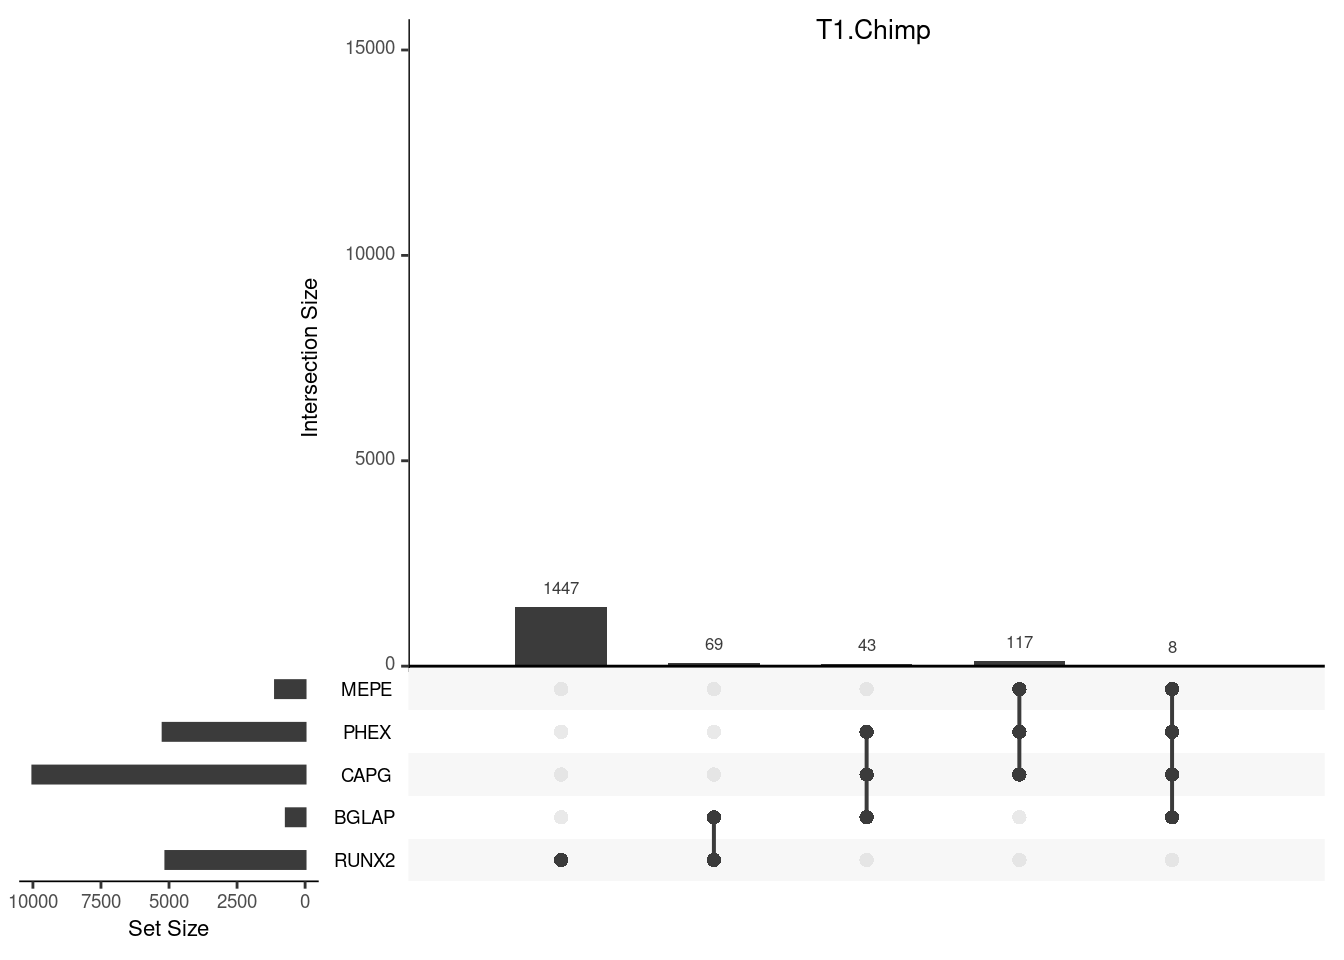 T1.Chimp
15000
10000
5000
0
Intersection Size
1447
69
43
117
8
MEPE
PHEX
CAPG
BGLAP
RUNX2
10000 7500 5000 2500 0
Set Size